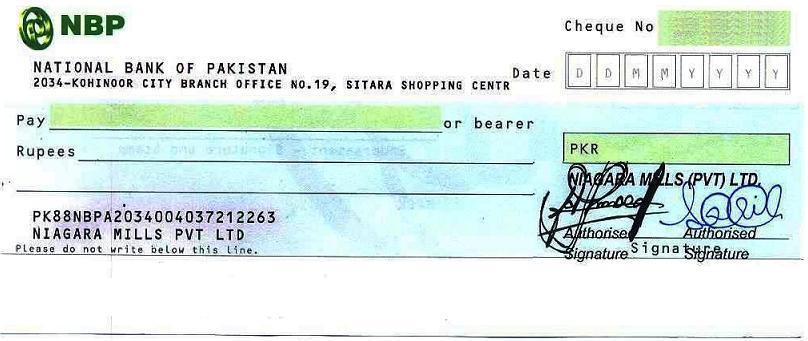 NBP
Cheque No
NATIONAL BANK OF PAKISTAN
2034-KOHINOOR CITY BRANCH OFFICE NO.19, SITARA SHOPPING CENTR
Date D D M M Y Y Y Y
Pay or bearer
Rupees
PKR
NIAGARA MILLS (PVT) LTD.
PK88NBPA2034004037212263
NIAGARA MILLS PVT LTD
Please do not write below this line.
Authorised Authorised
Signature Signature Signature